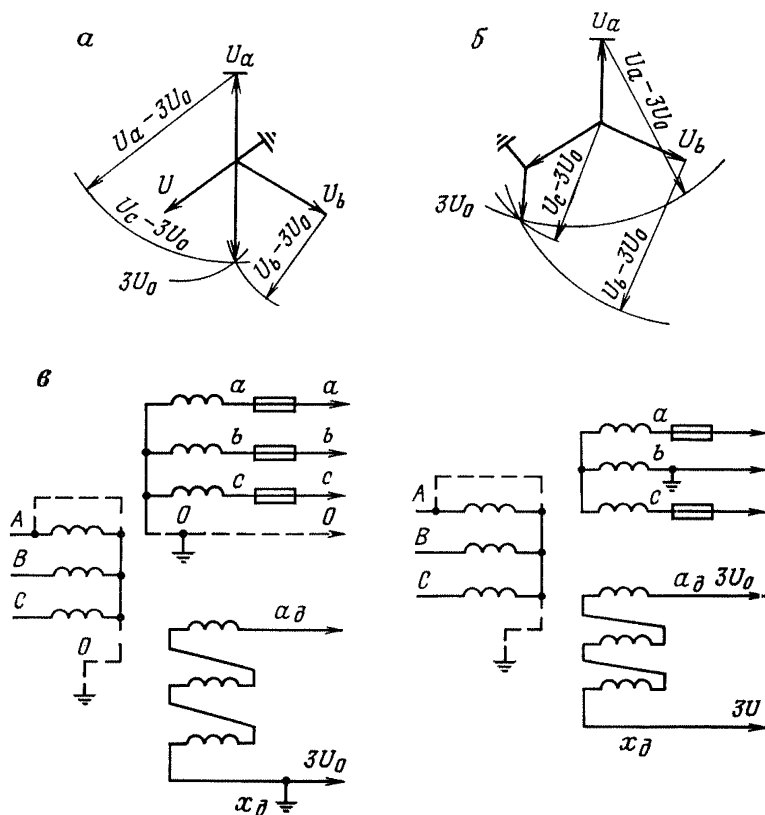 а
Ua
Ua – 3U0
U
Uc – 3U0
Ub
Ub – 3U0
3U0
б
Ua
Ua – 3U0
Ub
Uc – 3U0
3U0
Ub – 3U0
в
a a
b b
c c
0 0
A
B
C
0
aд
3U0
xд
a
b
c
A
B
C
aд 3U0
3U
xд